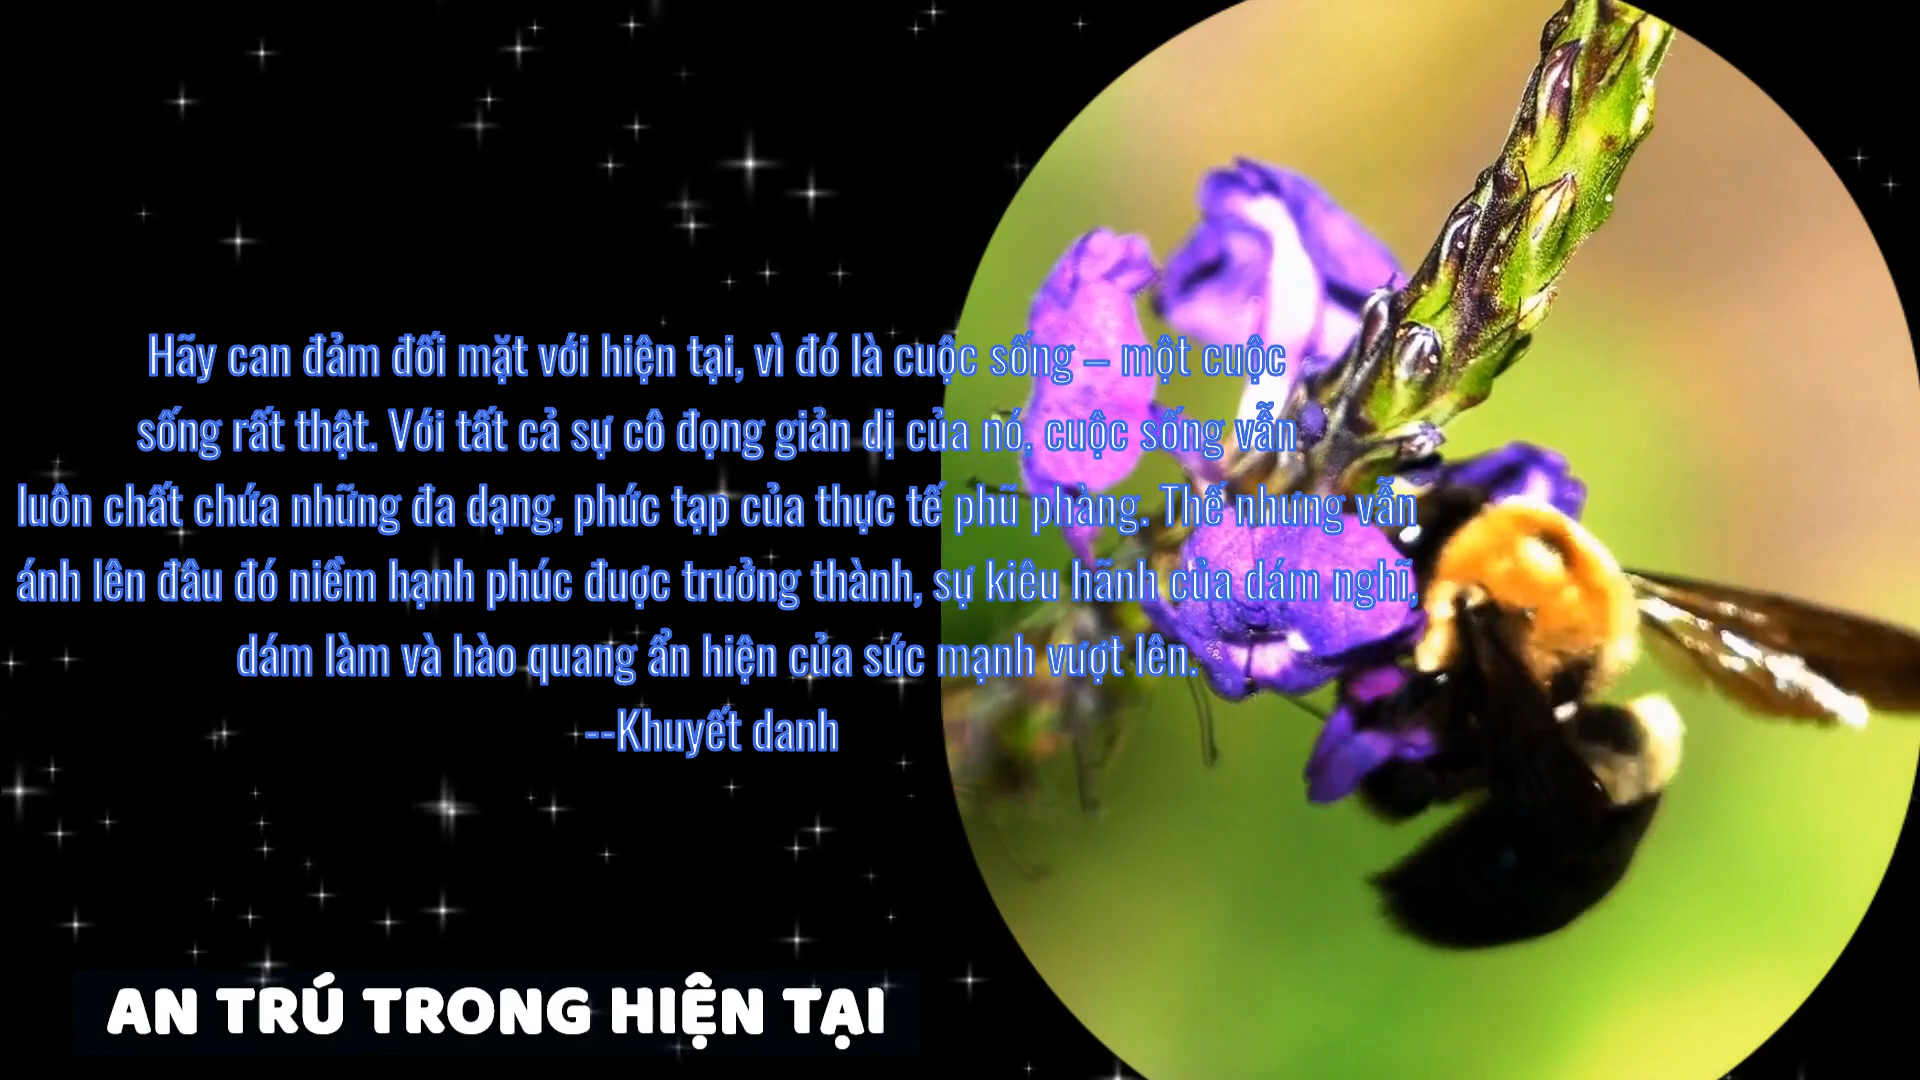 Hãy can đảm đối mặt với hiện tại, vì đó là cuộc sống – một cuộc
sống rất thật. Với tất cả sự cô đọng giản dị của nó, cuộc sống vẫn
luôn chất chứa những đa dạng, phức tạp của thực tế phũ phàng. Thế nhưng vẫn
ánh lên đâu đó niềm hạnh phúc đuợc trưởng thành, sự kiêu hãnh của dám nghĩ,
dám làm và hào quang ẩn hiện của sức mạnh vượt lên.
--Khuyết danh
AN TRÚ TRONG HIỆN TẠI